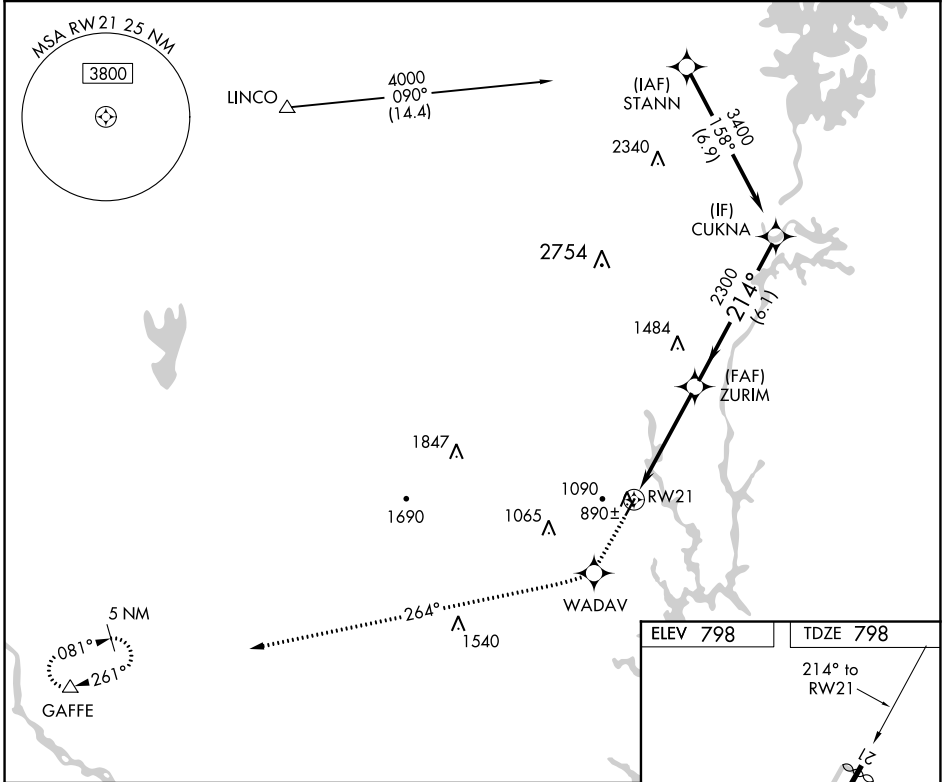 MSA RW21 25 NM
3800
LINCO
4000
090°
(14.4)
(IAF)
STANN
3400
158°
(6.9)
2340
(IF)
CUKNA
2754
2300
214°
(6.1)
1484
(FAF)
ZURIM
1847
1690
1090
RW21
890±
1065
WADAV
264°
1540
5 NM
081°
261°
GAFFE
ELEV 798
TDZE 798
214° to
RW21
21